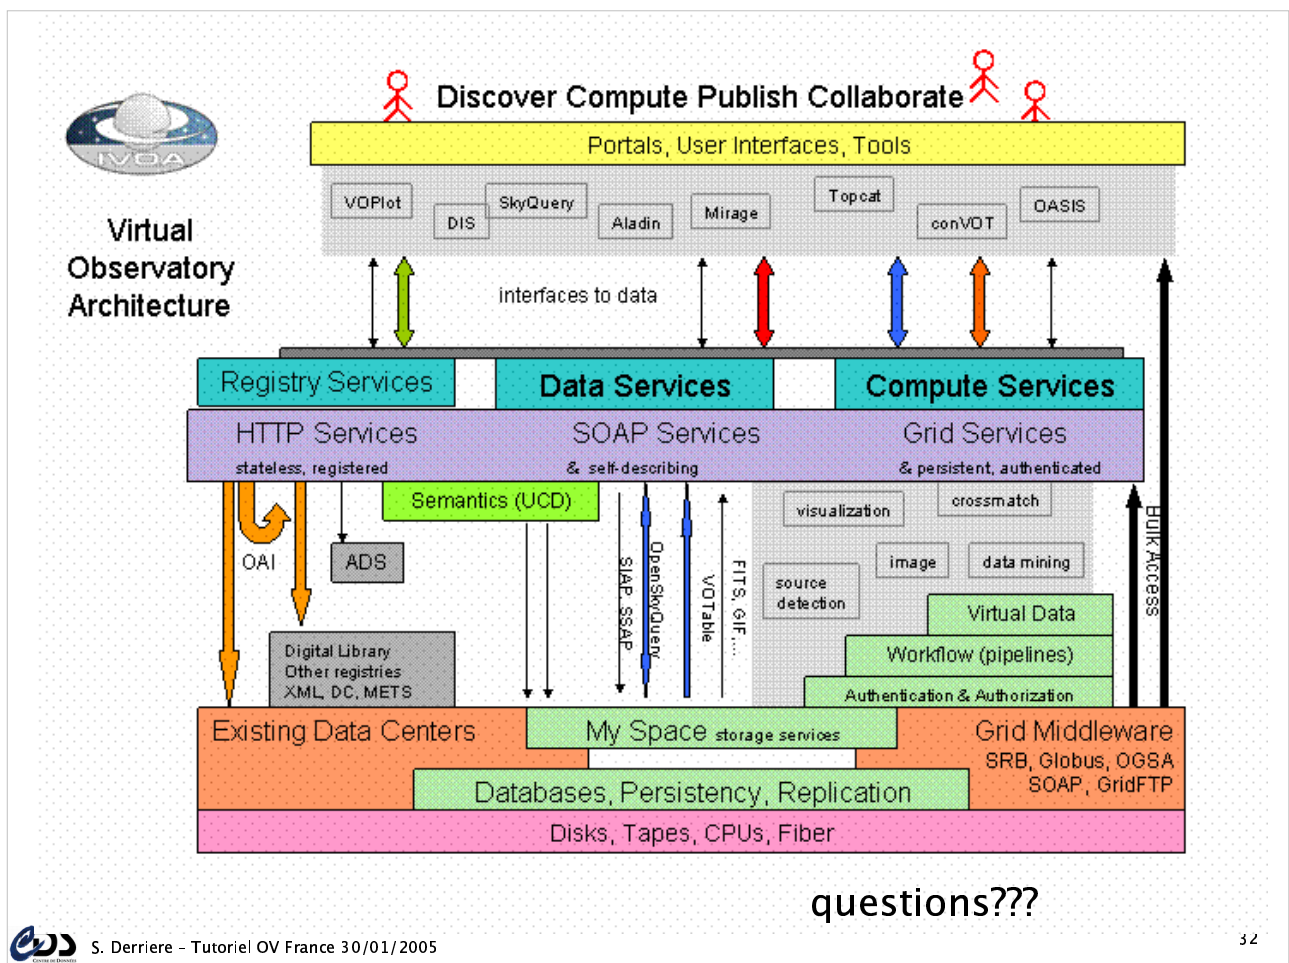 Discover Compute Publish Collaborate
IVOA
Portals, User Interfaces, Tools
Virtual
Observatory
Architecture
VOPlot
DIS
SkyQuery
Aladin
Mirage
Topcat
conVOT
OASIS
interfaces to data
Registry Services
Data Services
Compute Services
HTTP Services
stateless, registered
SOAP Services
& self-describing
Grid Services
& persistent, authenticated
Semantics (UCD)
OAI
ADS
SIAP, SSAP
OpenSkyQuery
VOTable
FITS, GIF,...
visualization
crossmatch
image
data mining
source
detection
Bulk Access
Virtual Data
Workflow (pipelines)
Authentication & Authorization
Digital Library
Other registries
XML, DC, METS
Existing Data Centers
My Space storage services
Grid Middleware
SRB, Globus, OGSA
SOAP, GridFTP
Databases, Persistency, Replication
Disks, Tapes, CPUs, Fiber
questions???
CDS
Centre de Données
S. Derriere - Tutoriel OV France 30/01/2005
32